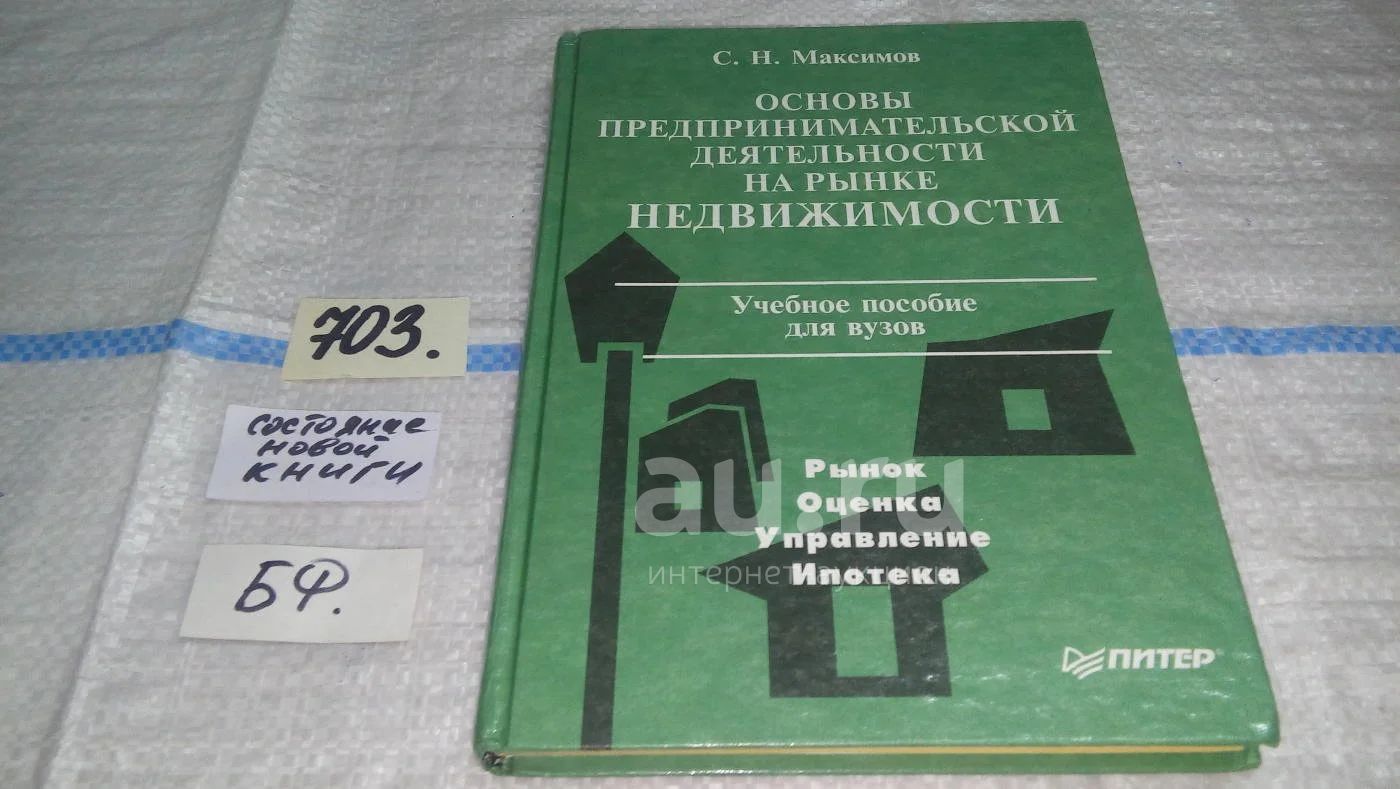 С. Н. Максимов
ОСНОВЫ
ПРЕДПРИНИМАТЕЛЬСКОЙ
ДЕЯТЕЛЬНОСТИ
НА РЫНКЕ
НЕДВИЖИМОСТИ
Учебное пособие
для вузов
Рынок
Оценка
Управление
Ипотека
ПИТЕР®
703.
состояние
новой
книги
БФ.
au.ru
интернет-аукцион